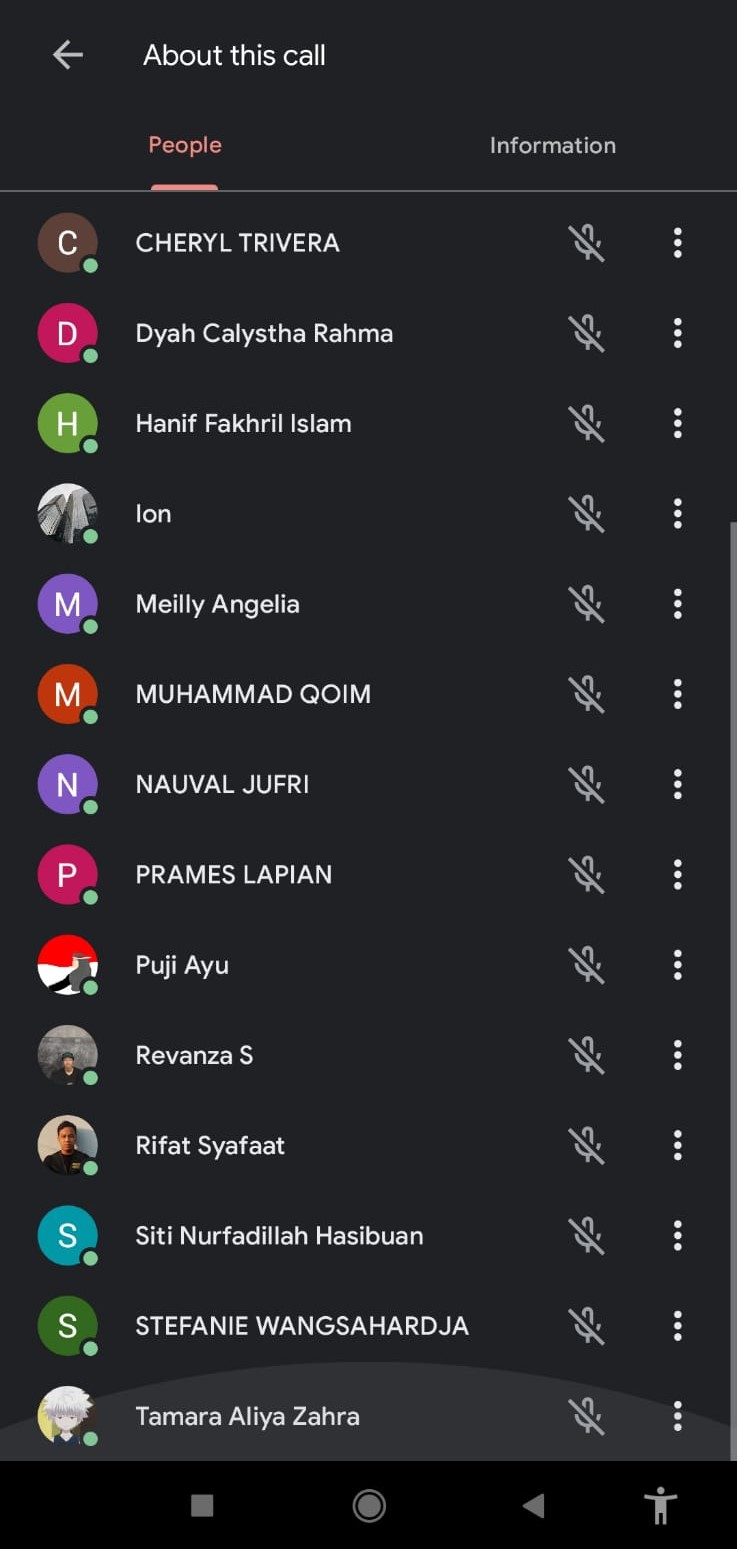 About this call
People
Information
C
CHERYL TRIVERA
D
Dyah Calystha Rahma
H
Hanif Fakhril Islam
Ion
M
Meilly Angelia
M
MUHAMMAD QOIM
N
NAUVAL JUFRI
P
PRAMES LAPIAN
Puji Ayu
Revanza S
Rifat Syafaat
S
Siti Nurfadillah Hasibuan
S
STEFANIE WANGSAHARDJA
Tamara Aliya Zahra